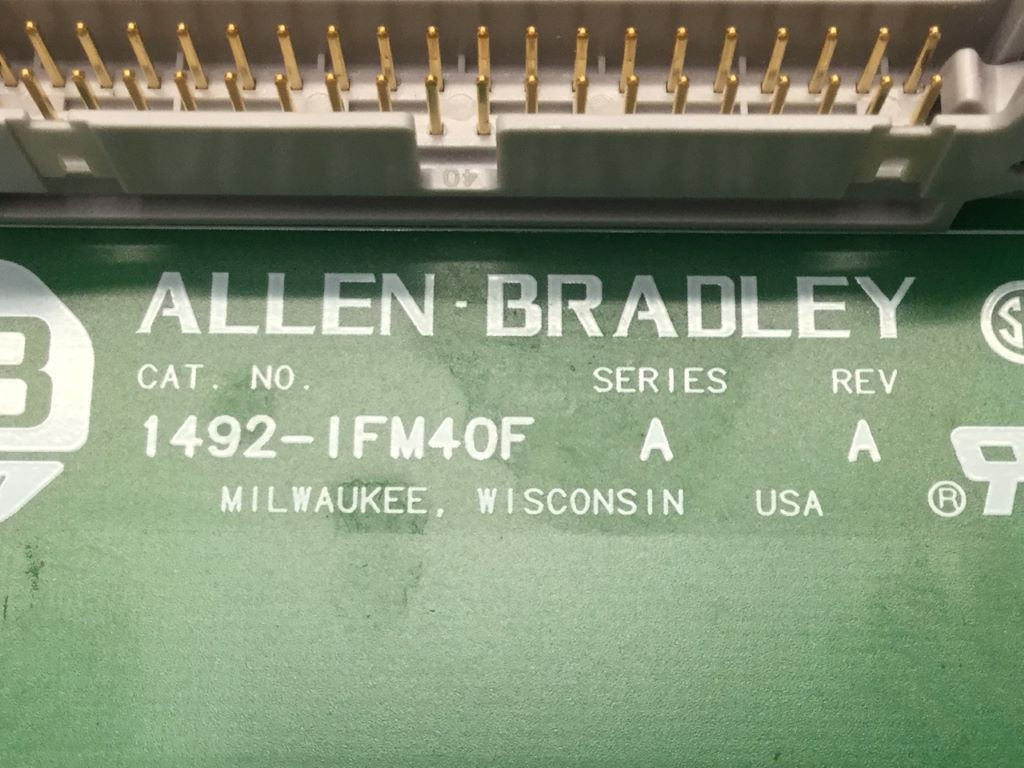 40
ALLEN-BRADLEY
CAT. NO. SERIES REV
1492-IFM40F A A
MILWAUKEE, WISCONSIN USA
®